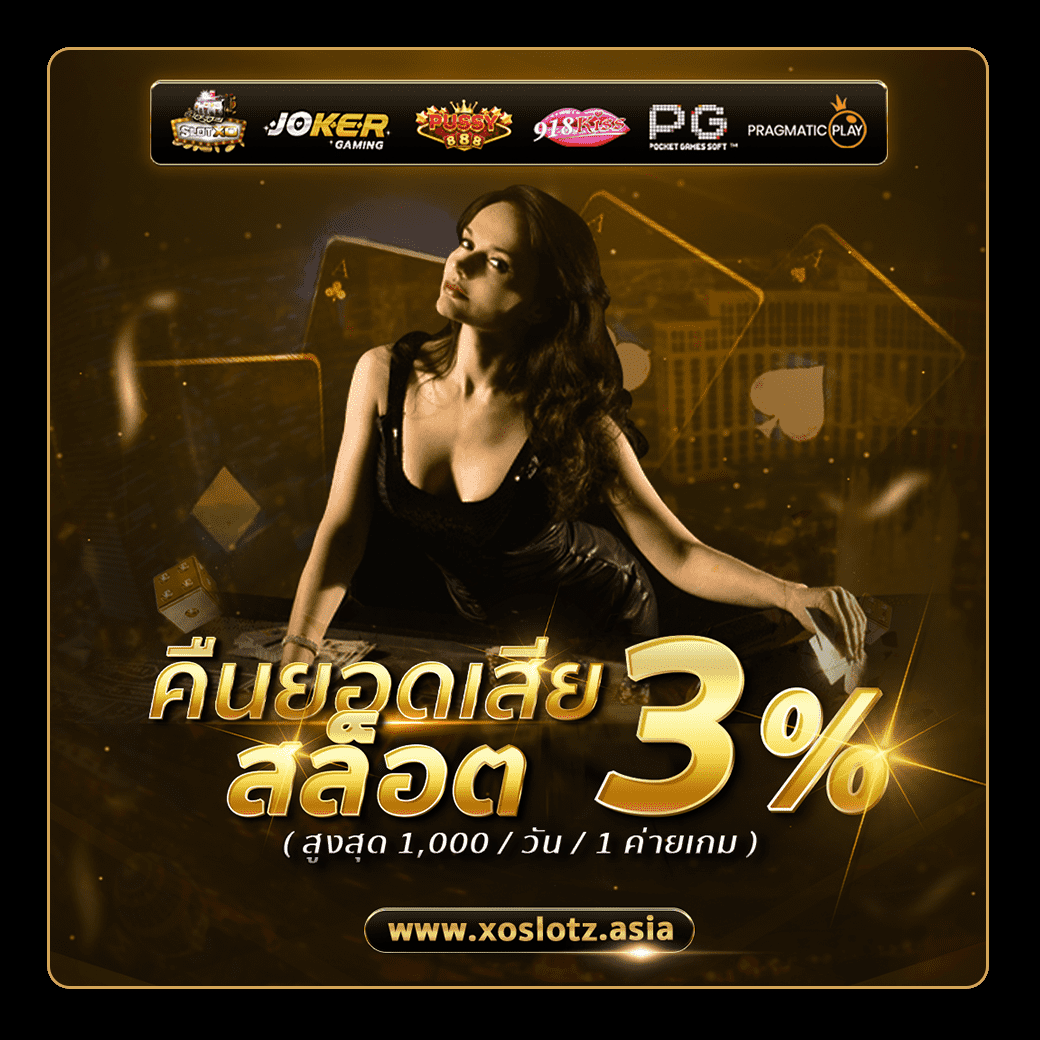 SLOTXO JOKER GAMING PUSSY 888 918Kiss PG POCKET GAMES SOFT™ PRAGMATIC PLAY
A A A
คืนยอดเสีย
สล็อต 3%
( สูงสุด 1,000 / วัน / 1 ค่ายเกม )
www.xoslotz.asia